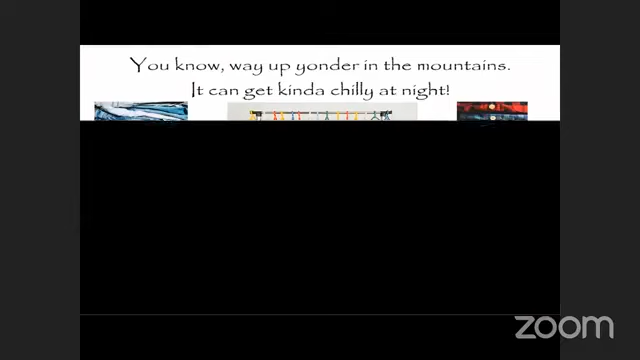 You know, way up yonder in the mountains.
It can get kinda chilly at night!
zoom